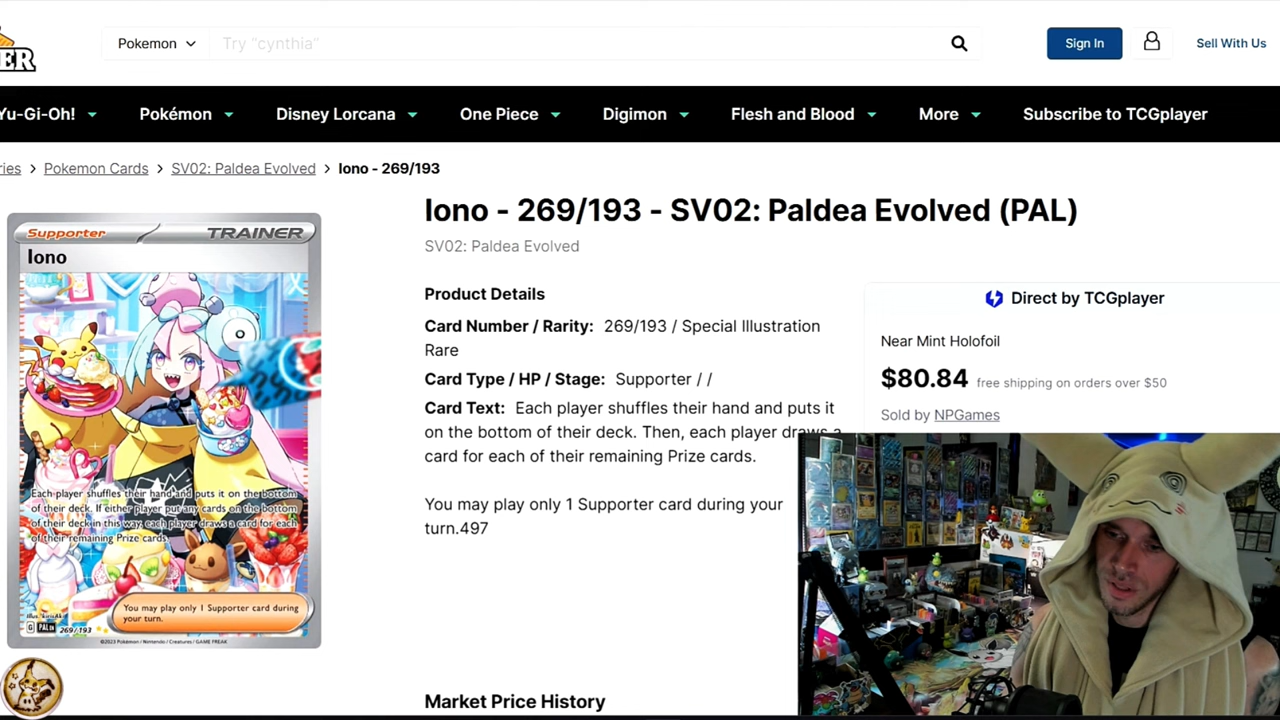 ER
Pokemon
Try "cynthia"
Sign In
Sell With Us
Yu-Gi-Oh!
Pokémon
Disney Lorcana
One Piece
Digimon
Flesh and Blood
More
Subscribe to TCGplayer
ries > Pokemon Cards > SV02: Paldea Evolved > Iono - 269/193
Iono - 269/193 - SV02: Paldea Evolved (PAL)
SV02: Paldea Evolved
Product Details
Card Number / Rarity: 269/193 / Special Illustration
Rare
Card Type / HP / Stage: Supporter / /
Card Text: Each player shuffles their hand and puts it
on the bottom of their deck. Then, each player draws a
card for each of their remaining Prize cards.
You may play only 1 Supporter card during your
turn.497
Market Price History
Direct by TCGplayer
Near Mint Holofoil
$80.84 free shipping on orders over $50
Sold by NPGames
Supporter
TRAINER
Iono
Each player shuffles their hand and puts it on the bottom
of their deck. If either player put any cards on the bottom
of their deck in this way, each player draws a card for each
of their remaining Prize cards.
You may play only 1 Supporter card during
your turn.
G PAL EN 269/193
©2023 Pokémon / Nintendo / Creatures / GAME FREAK